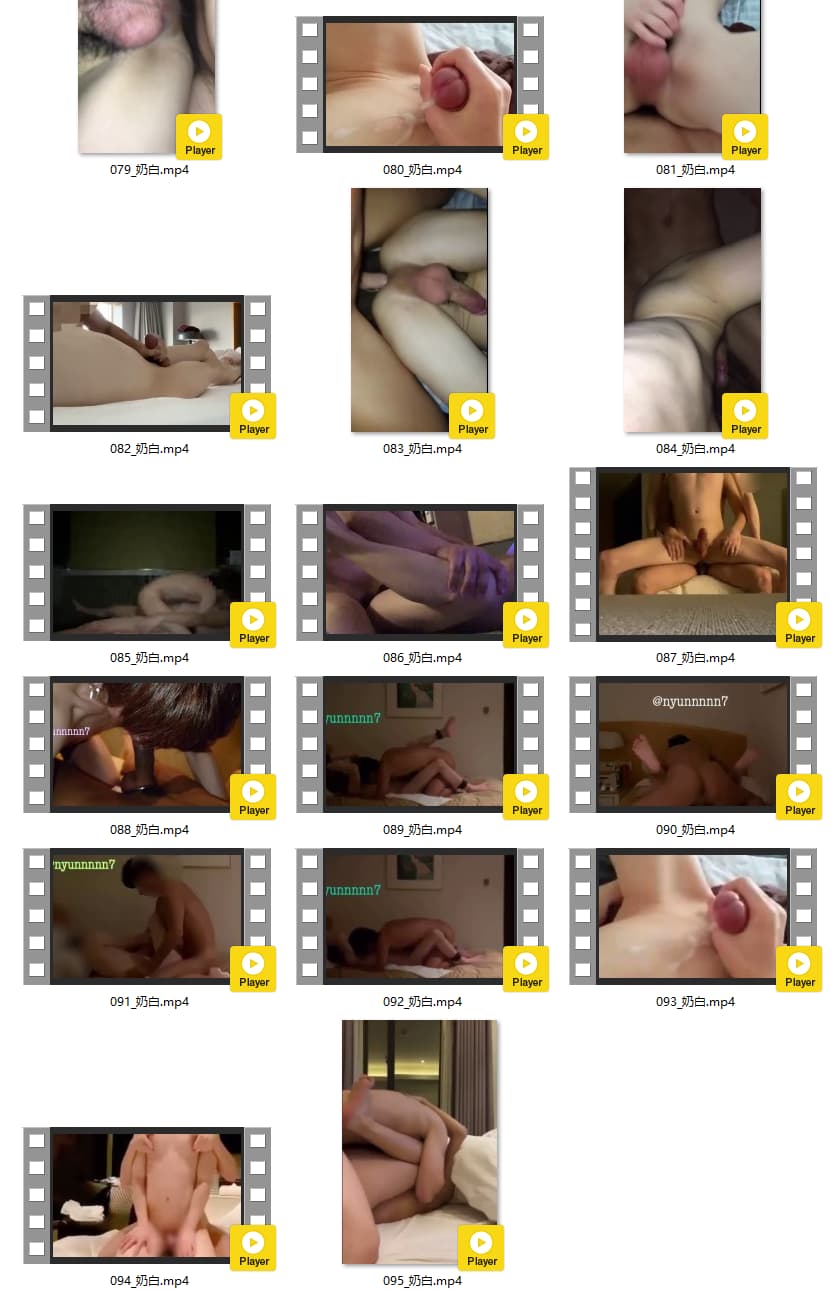 Player
Player
Player
079_奶白.mp4
080_奶白.mp4
081_奶白.mp4
Player
Player
Player
082_奶白.mp4
083_奶白.mp4
084_奶白.mp4
Player
Player
Player
085_奶白.mp4
086_奶白.mp4
087_奶白.mp4
nnnnn7
yunnnnn7
@nyunnnnn7
Player
Player
Player
088_奶白.mp4
089_奶白.mp4
090_奶白.mp4
nyunnnnn7
yunnnnn7
Player
Player
Player
091_奶白.mp4
092_奶白.mp4
093_奶白.mp4
Player
Player
094_奶白.mp4
095_奶白.mp4